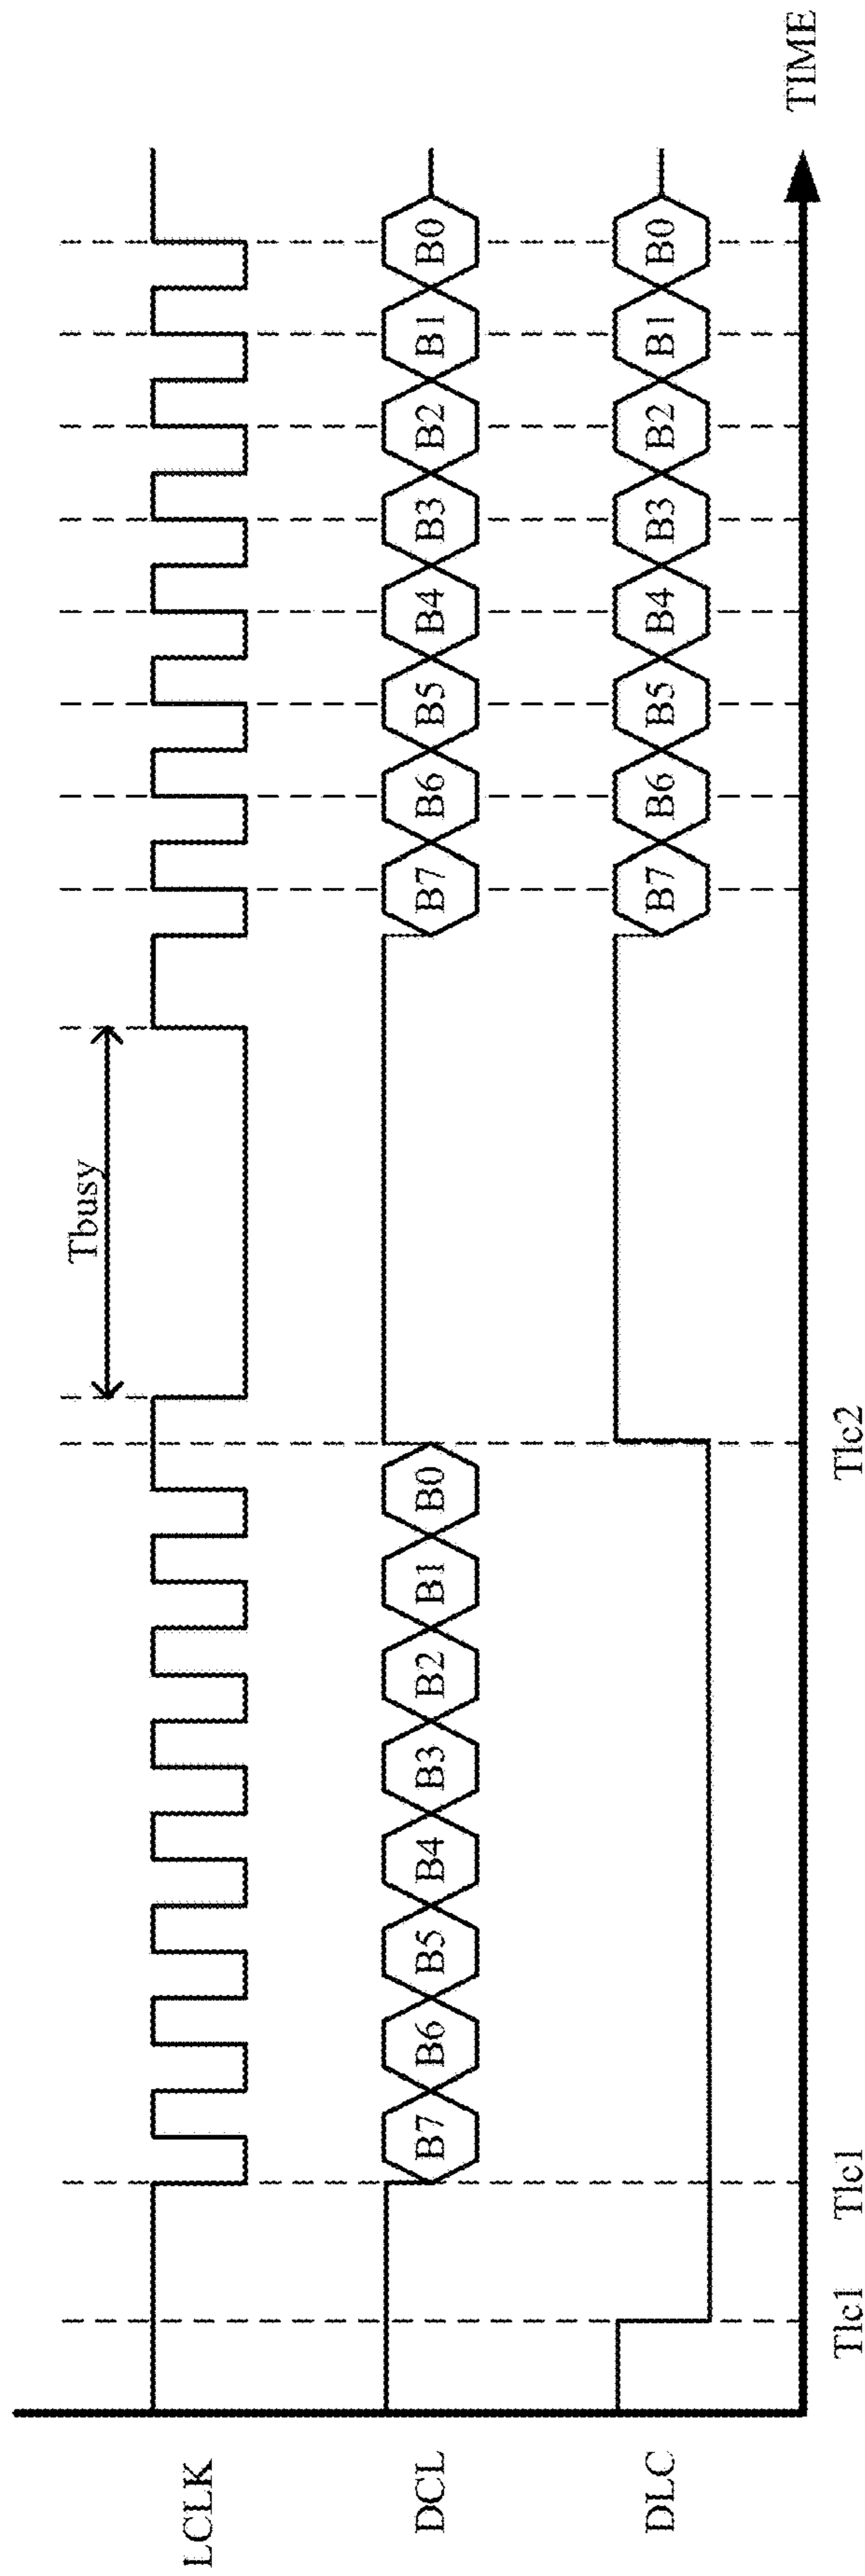 Tbusy
LCLK
DCL
B7 B6 B5 B4 B3 B2 B1 B0 B7 B6 B5 B4 B3 B2 B1 B0
DLC
B7 B6 B5 B4 B3 B2 B1 B0
TIME
Tlc1 Tlc1 Tlc2